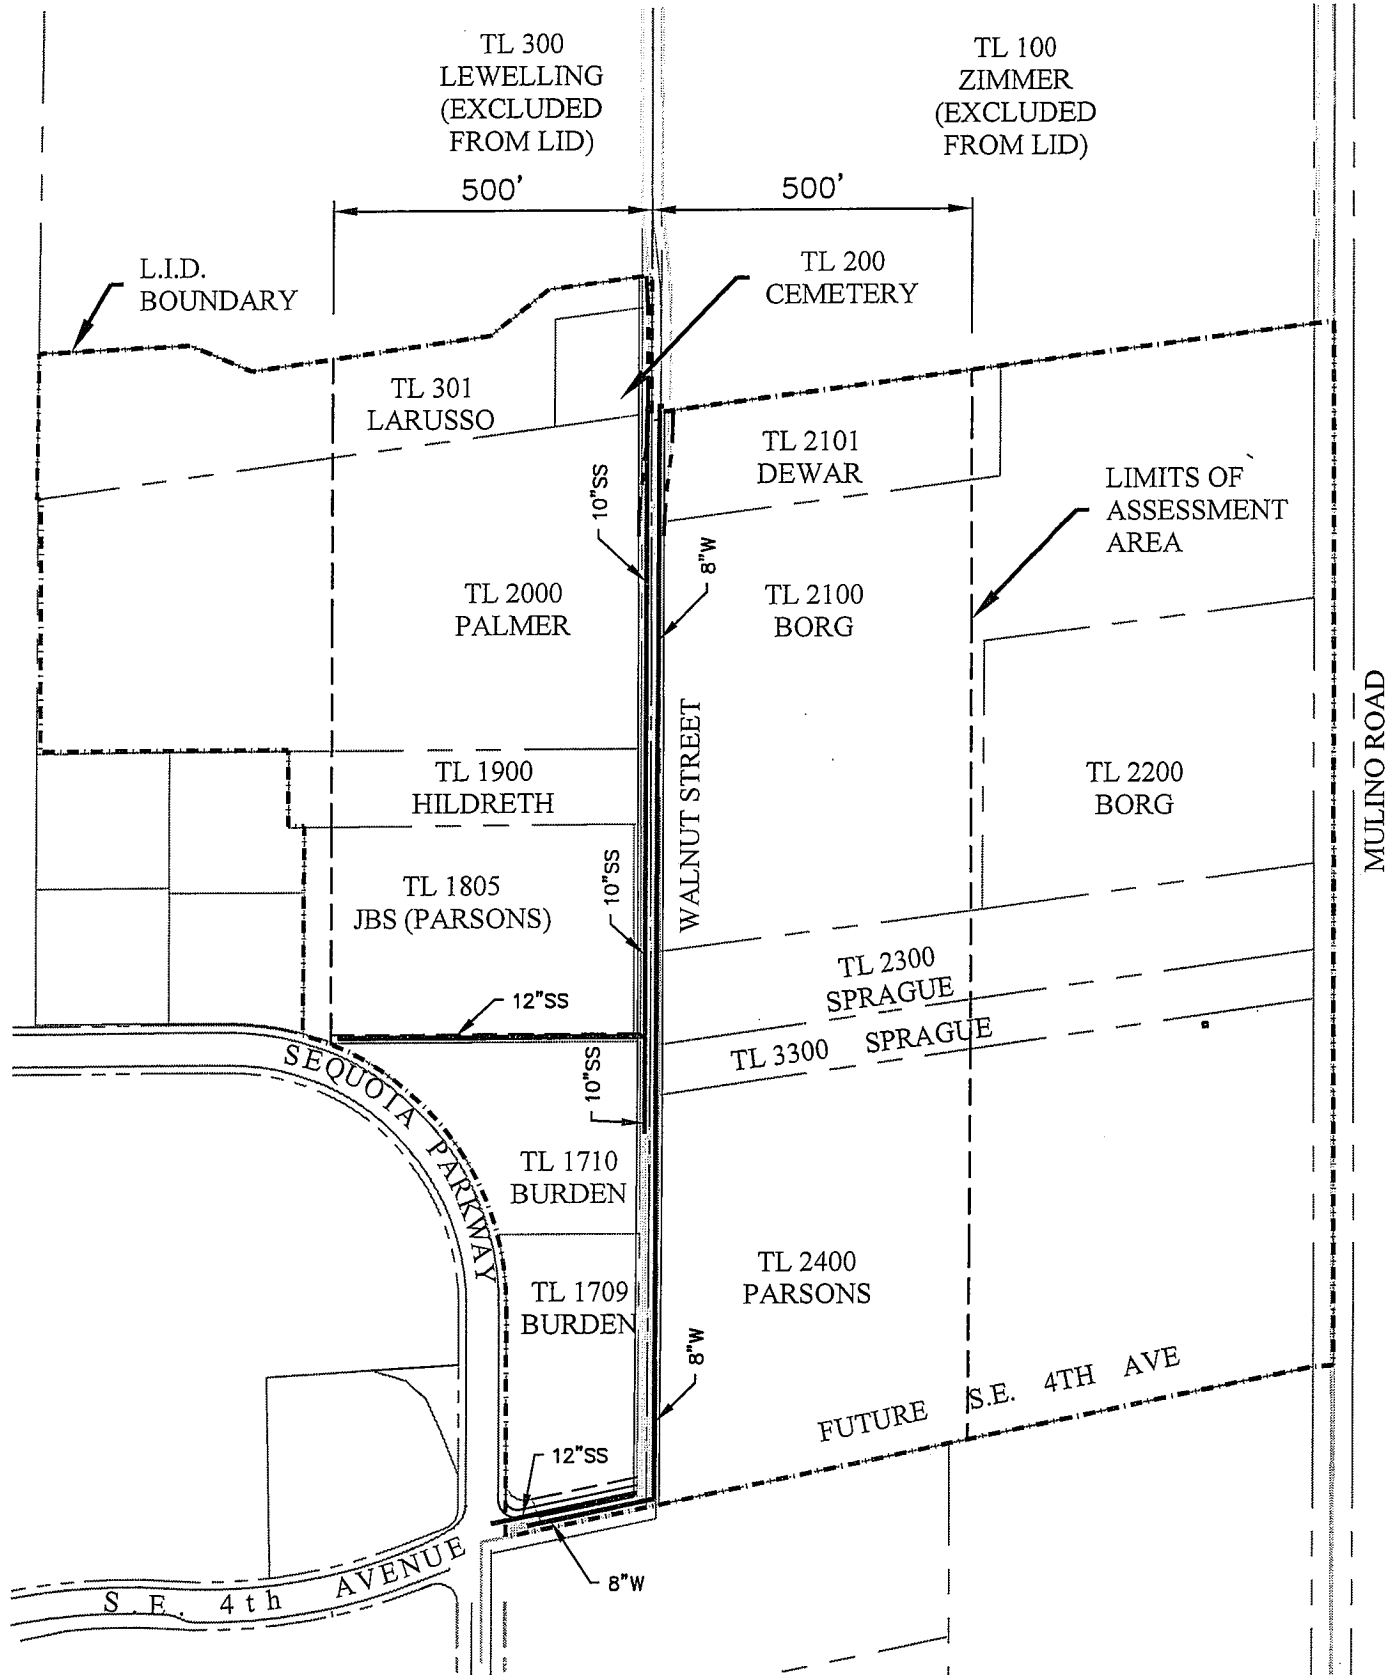 TL 300
LEWELLING
(EXCLUDED
FROM LID)
TL 100
ZIMMER
(EXCLUDED
FROM LID)
500'
500'
L.I.D.
BOUNDARY
TL 200
CEMETERY
TL 301
LARUSSO
TL 2101
DEWAR
LIMITS OF
ASSESSMENT
AREA
10"SS
8"W
TL 2000
PALMER
TL 2100
BORG
WALNUT STREET
MULINO ROAD
TL 1900
HILDRETH
TL 2200
BORG
TL 1805
JBS (PARSONS)
10"SS
TL 2300
SPRAGUE
12"SS
TL 3300 SPRAGUE
SEQUOIA PARKWAY
10"SS
TL 1710
BURDEN
TL 1709
BURDEN
TL 2400
PARSONS
8"W
FUTURE S.E. 4TH AVE
12"SS
8"W
S.E. 4th AVENUE